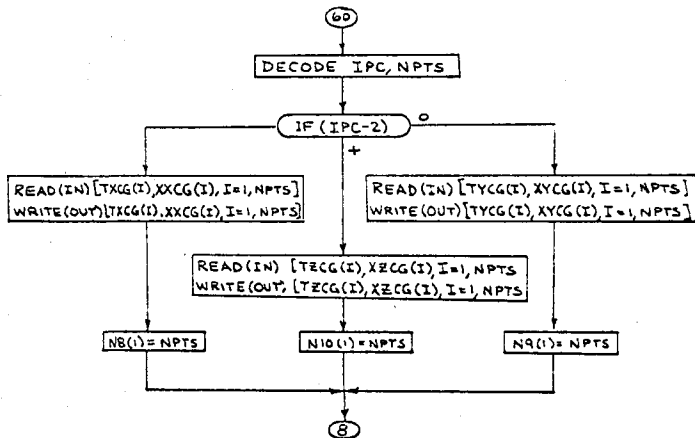 60
DECODE IPC, NPTS
IF (IPC-2)
0
+
READ(IN) [TXCG(I), XXCG(I), I=1, NPTS]
WRITE(OUT) [TXCG(I), XXCG(I), I=1, NPTS]
READ(IN) [TYCG(I), XYCG(I), I=1, NPTS]
WRITE(OUT) [TYCG(I), XYCG(I), I=1, NPTS]
READ(IN) [TZCG(I), XZCG(I), I=1, NPTS
WRITE(OUT) [TZCG(I), XZCG(I), I=1, NPTS
N8(1)= NPTS
N10(1)= NPTS
N9(1)= NPTS
8